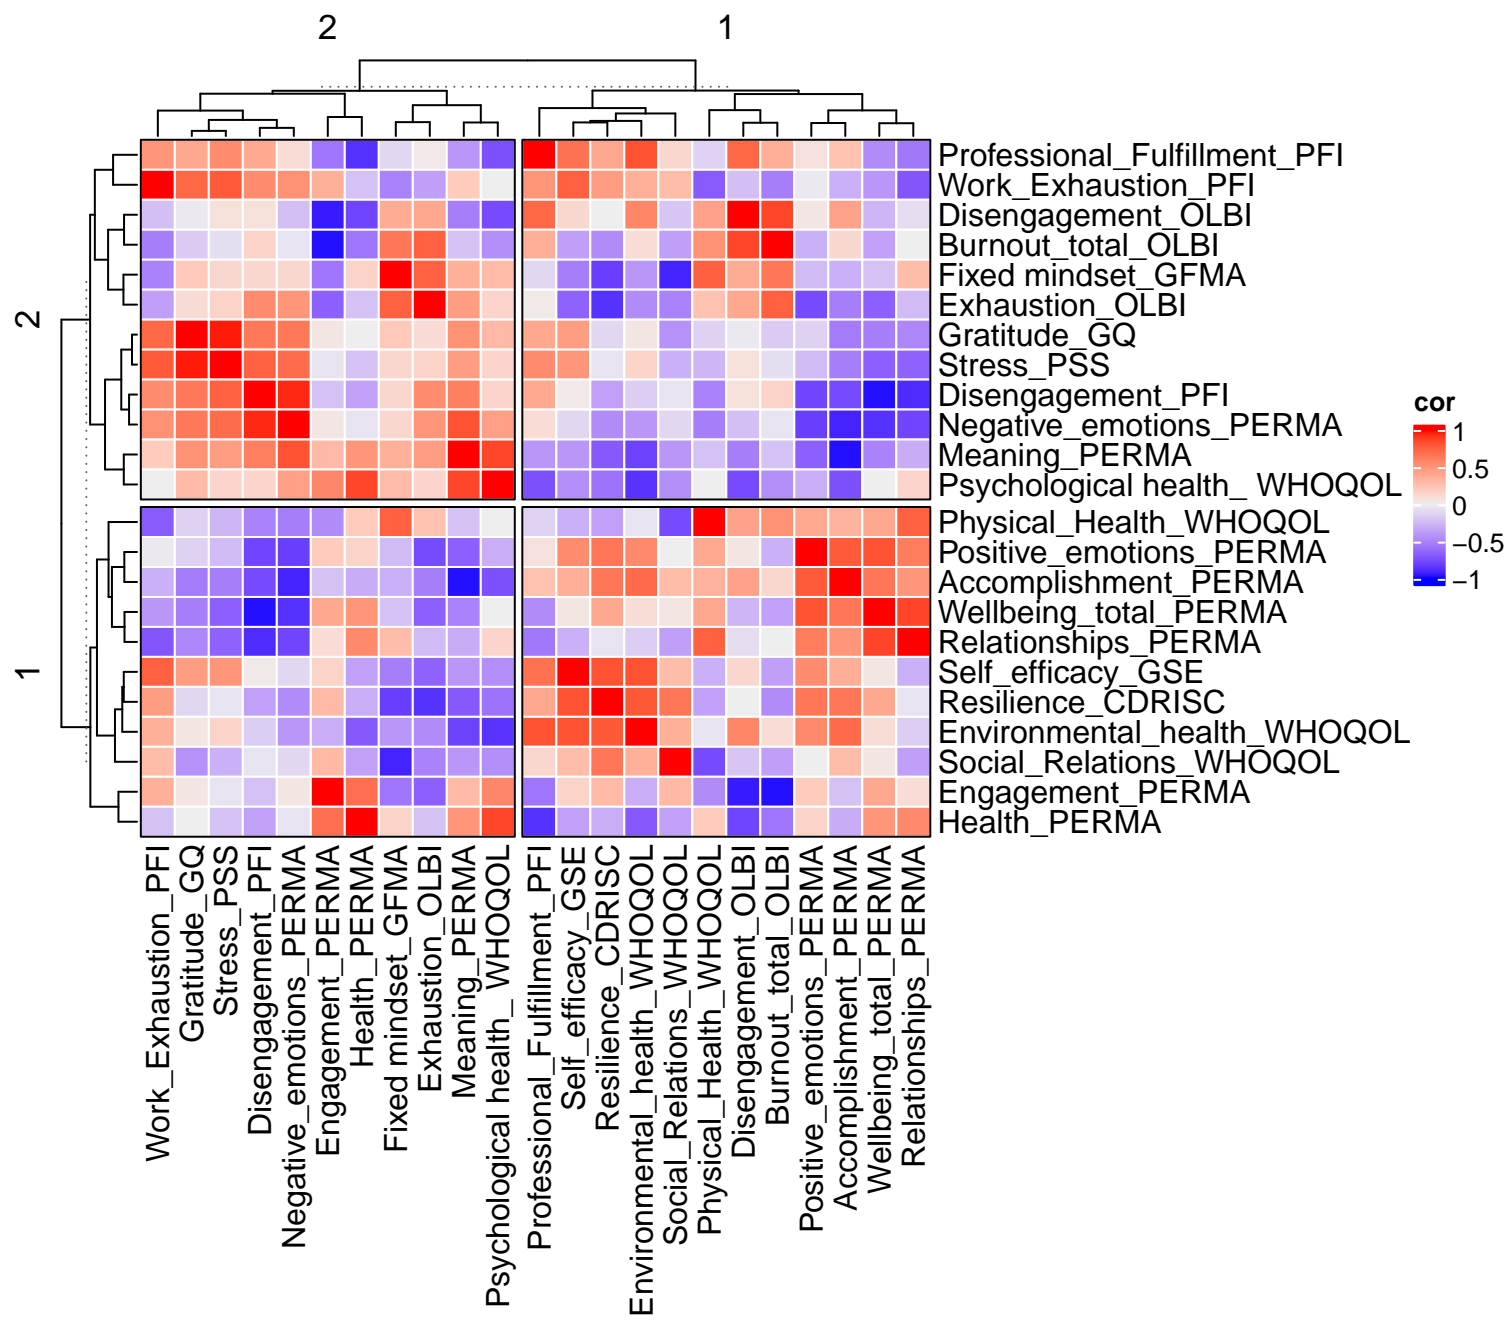 2
1
Professional_Fulfillment_PFI
Work_Exhaustion_PFI
Disengagement_OLBI
Burnout_total_OLBI
Fixed mindset_GFMA
Exhaustion_OLBI
Gratitude_GQ
Stress_PSS
Disengagement_PFI
Negative_emotions_PERMA
Meaning_PERMA
Psychological health_ WHOQOL
Physical_Health_WHOQOL
Positive_emotions_PERMA
Accomplishment_PERMA
Wellbeing_total_PERMA
Relationships_PERMA
Self_efficacy_GSE
Resilience_CDRISC
Environmental_health_WHOQOL
Social_Relations_WHOQOL
Engagement_PERMA
Health_PERMA
2
1
cor
1
0.5
0
−0.5
−1
Work_Exhaustion_PFI
Gratitude_GQ
Stress_PSS
Disengagement_PFI
Negative_emotions_PERMA
Engagement_PERMA
Health_PERMA
Fixed mindset_GFMA
Exhaustion_OLBI
Meaning_PERMA
Psychological health_ WHOQOL
Professional_Fulfillment_PFI
Self_efficacy_GSE
Resilience_CDRISC
Environmental_health_WHOQOL
Social_Relations_WHOQOL
Physical_Health_WHOQOL
Disengagement_OLBI
Burnout_total_OLBI
Positive_emotions_PERMA
Accomplishment_PERMA
Wellbeing_total_PERMA
Relationships_PERMA